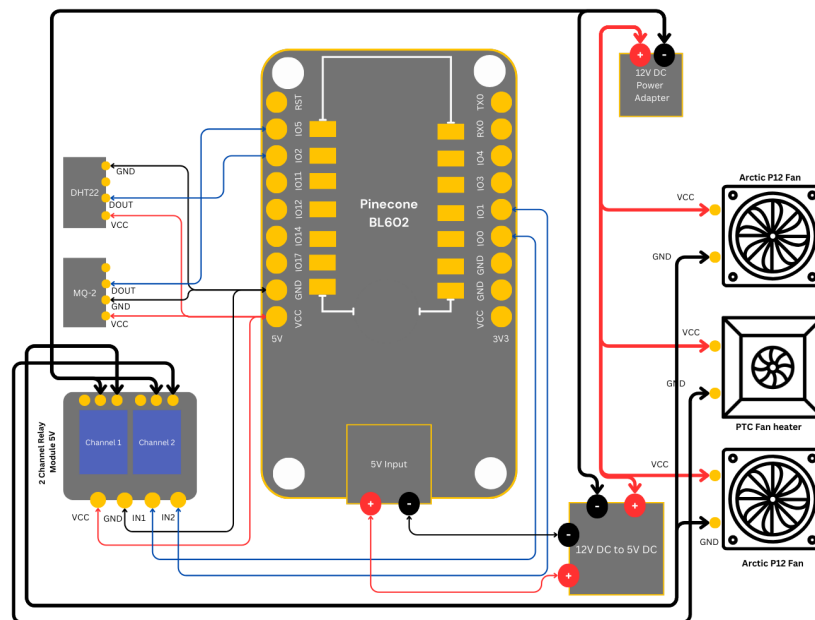 12V DC
Power
Adapter
+
-
RST
IO5
IO2
IO11
IO12
IO14
IO17
GND
VCC
5V
TX0
RX0
IO4
IO3
IO1
IO0
GND
GND
VCC
3V3
Pinecone
BL602
DHT22
GND
DOUT
VCC
MQ-2
DOUT
GND
VCC
Arctic P12 Fan
VCC
GND
VCC
GND
PTC Fan heater
VCC
GND
Arctic P12 Fan
2 Channel Relay
Module 5V
Channel 1
Channel 2
VCC
GND
IN1
IN2
5V Input
+
-
-
+
-
+
12V DC to 5V DC